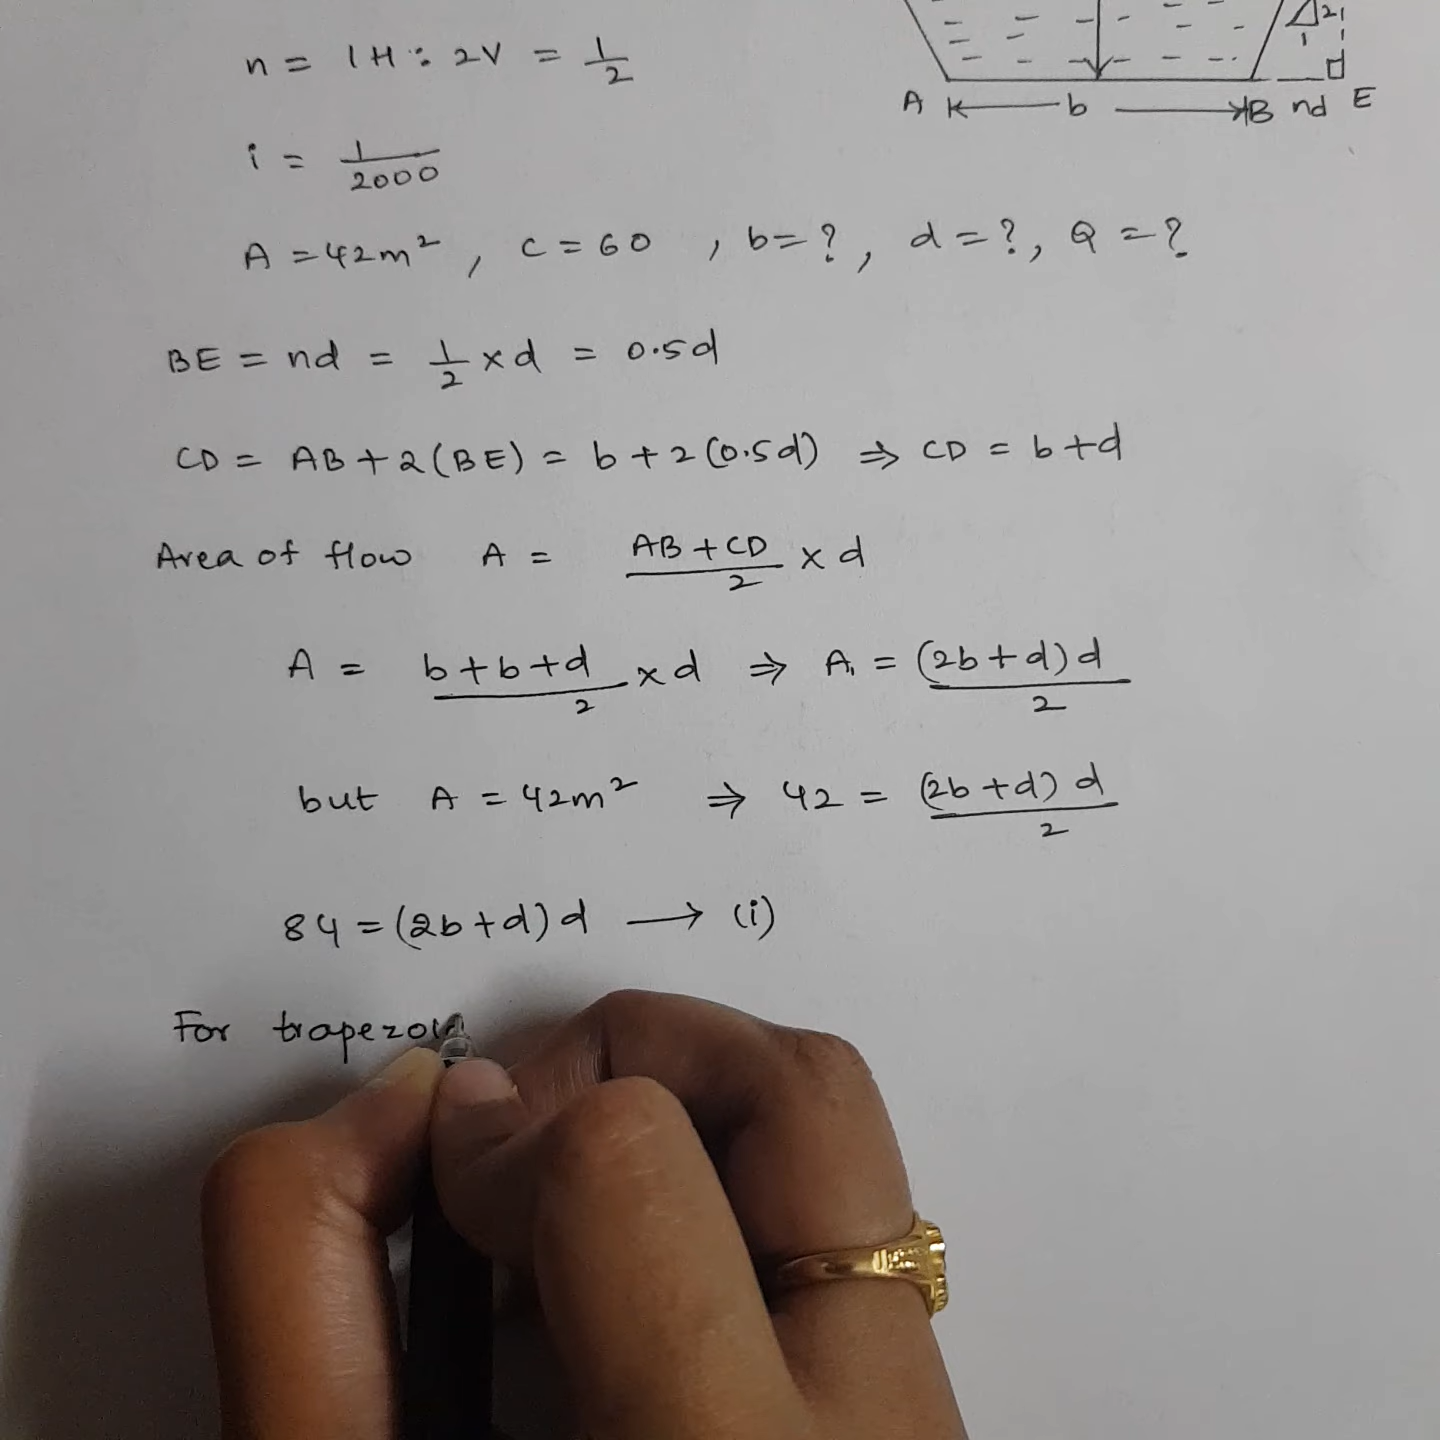 n = 1H : 2V = 1/2
i = 1/2000
A = 42m², C = 60, b=?, d=?, Q=?
21
1
d
A b B nd E
BE = nd = 1/2 × d = 0.5d
CD = AB + 2(BE) = b + 2(0.5d) ⇒ CD = b+d
Area of flow A = (AB + CD)/2 × d
A = (b+b+d)/2 × d ⇒ A = (2b+d)d/2
but A = 42m² ⇒ 42 = (2b+d)d/2
84 = (2b+d)d → (i)
For trapezoid